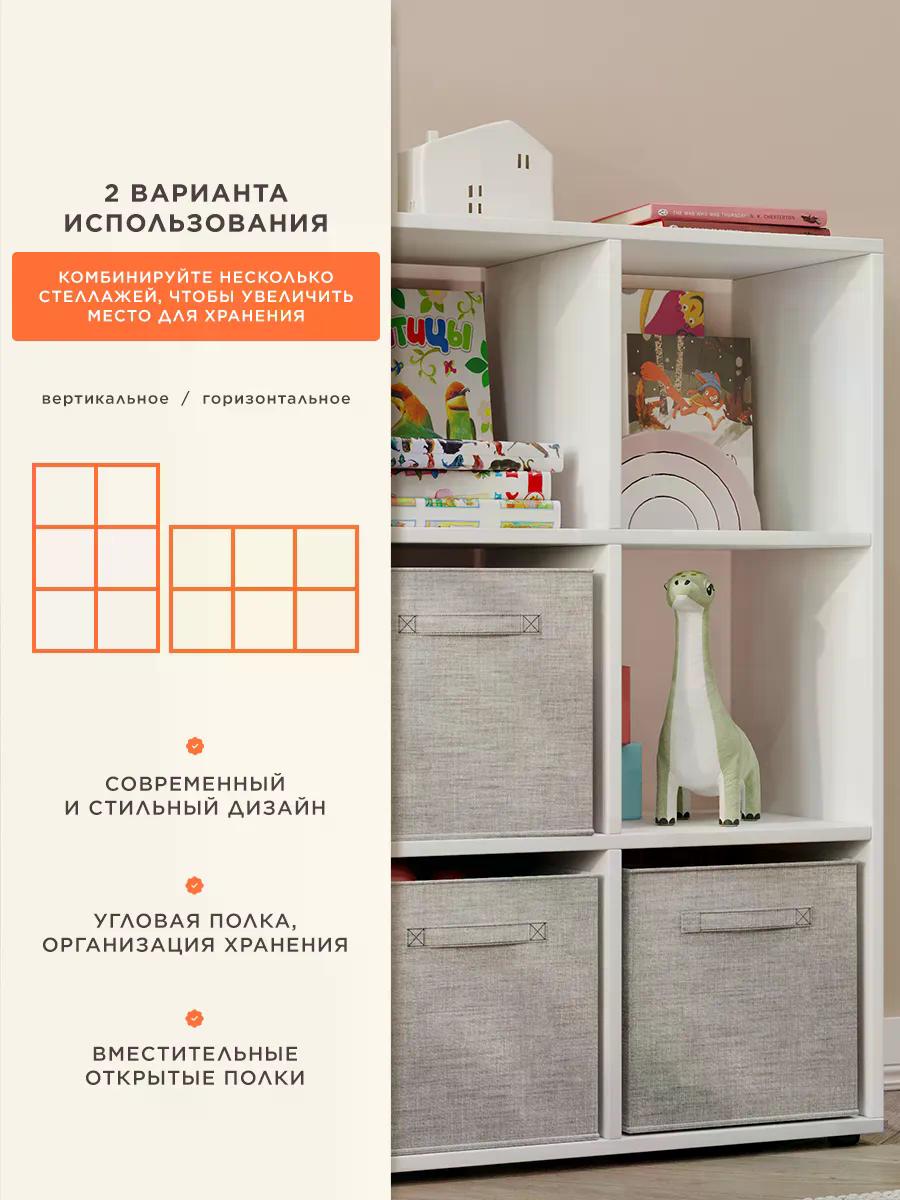 2 ВАРИАНТА
ИСПОЛЬЗОВАНИЯ
КОМБИНИРУЙТЕ НЕСКОЛЬКО
СТЕЛЛАЖЕЙ, ЧТОБЫ УВЕЛИЧИТЬ
МЕСТО ДЛЯ ХРАНЕНИЯ
вертикальное / горизонтальное
СОВРЕМЕННЫЙ
И СТИЛЬНЫЙ ДИЗАЙН
УГЛОВАЯ ПОЛКА,
ОРГАНИЗАЦИЯ ХРАНЕНИЯ
ВМЕСТИТЕЛЬНЫЕ
ОТКРЫТЫЕ ПОЛКИ
THE MAN WHO WAS THURSDAY G. K. CHESTERTON
тицы